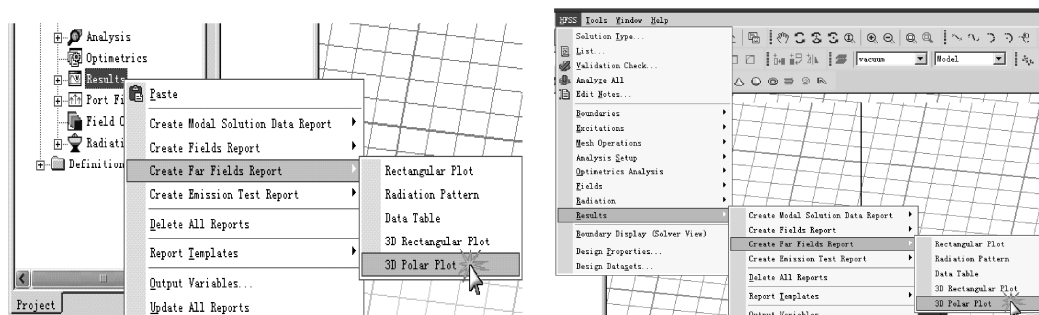 Analysis
Optimetrics
Results
Port Fi
Field O
Radiati
Definition
Project
Paste
Create Modal Solution Data Report
Create Fields Report
Create Far Fields Report
Create Emission Test Report
Delete All Reports
Report Templates
Output Variables...
Update All Reports
Rectangular Plot
Radiation Pattern
Data Table
3D Rectangular Plot
3D Polar Plot
HFSS Tools Window Help
Solution Type...
List...
Validation Check...
Analyze All
Edit Notes...
Boundaries
Excitations
Mesh Operations
Analysis Setup
Optimetrics Analysis
Fields
Radiation
Results
Boundary Display (Solver View)
Design Properties...
Design Datasets...
vacuum
Model
Create Modal Solution Data Report
Create Fields Report
Create Far Fields Report
Create Emission Test Report
Delete All Reports
Report Templates
Output Variables
Rectangular Plot
Radiation Pattern
Data Table
3D Rectangular Plot
3D Polar Plot